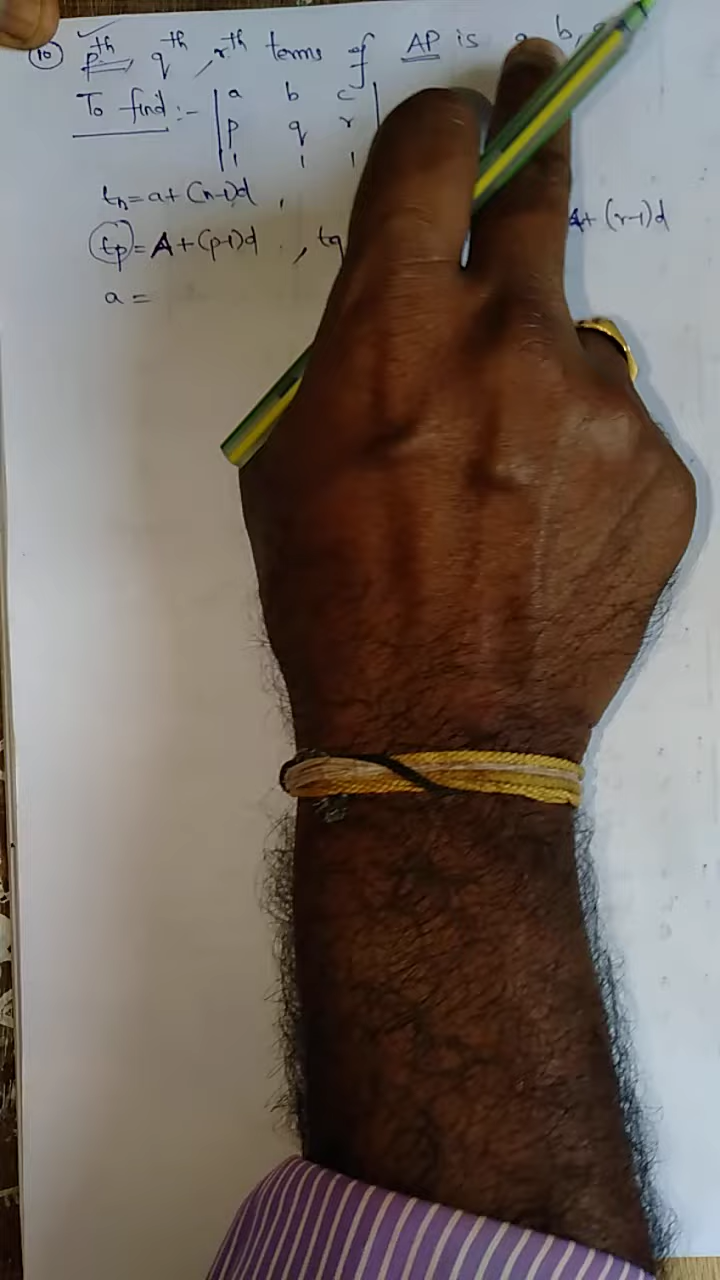 10) pth, qth, rth terms of AP is a, b,
To find :- | a b c |
| p q r
| 1 1 1
tn = a + (n-1)d ,
tp = A + (p-1)d , tq A + (r-1)d
a =